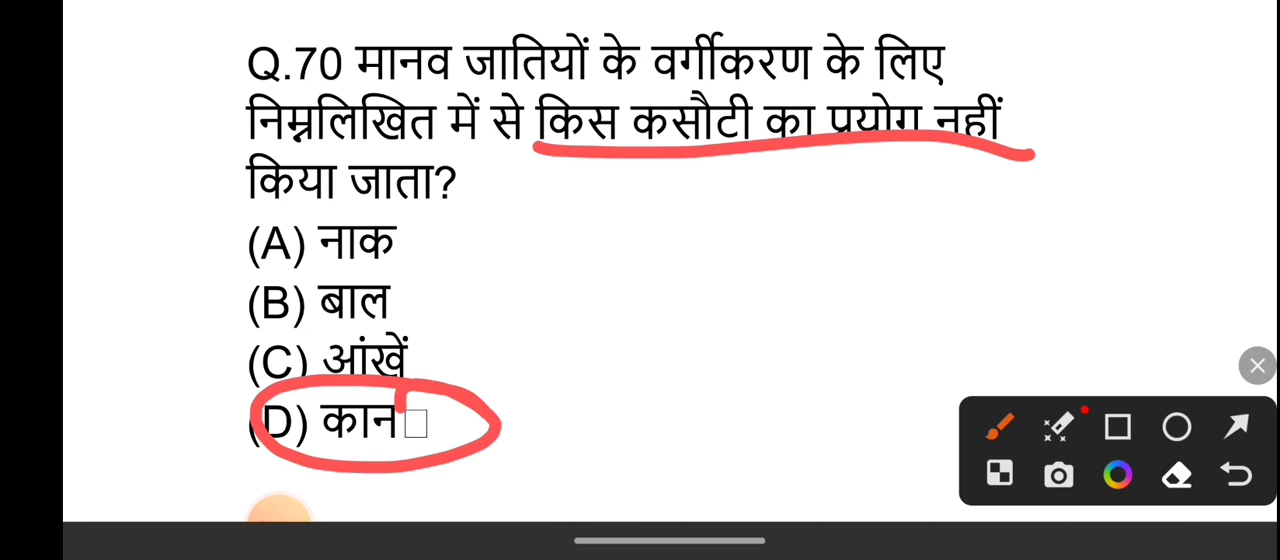 Q.70 मानव जातियों के वर्गीकरण के लिए
निम्नलिखित में से किस कसौटी का प्रयोग नहीं
किया जाता?
(A) नाक
(B) बाल
(C) आंखें
(D) कान